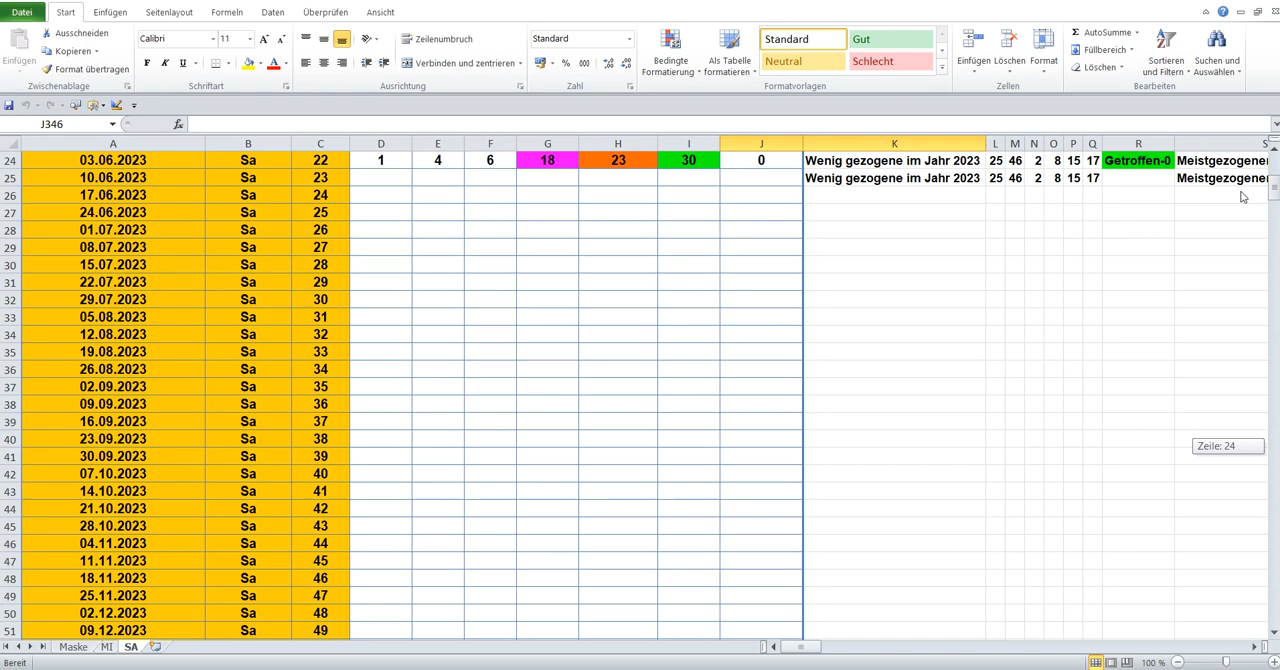 Datei Start Einfügen Seitenlayout Formeln Daten Überprüfen Ansicht
Ausschneiden
Kopieren
Format übertragen
Einfügen
Zwischenablage
Calibri 11
F K U
Schriftart
Zeilenumbruch
Verbinden und zentrieren
Ausrichtung
Standard
% 000
Zahl
Bedingte Formatierung
Als Tabelle formatieren
Standard Gut
Neutral Schlecht
Formatvorlagen
Einfügen Löschen Format
Zellen
Σ AutoSumme
Füllbereich
Löschen
Sortieren und Filtern
Suchen und Auswählen
Bearbeiten
J346 fx
A B C D E F G H I J K L M N O P Q R S
24 03.06.2023 Sa 22 1 4 6 18 23 30 0 Wenig gezogene im Jahr 2023 25 46 2 8 15 17 Getroffen-0 Meistgezogene
25 10.06.2023 Sa 23 Wenig gezogene im Jahr 2023 25 46 2 8 15 17 Meistgezogene
26 17.06.2023 Sa 24
27 24.06.2023 Sa 25
28 01.07.2023 Sa 26
29 08.07.2023 Sa 27
30 15.07.2023 Sa 28
31 22.07.2023 Sa 29
32 29.07.2023 Sa 30
33 05.08.2023 Sa 31
34 12.08.2023 Sa 32
35 19.08.2023 Sa 33
36 26.08.2023 Sa 34
37 02.09.2023 Sa 35
38 09.09.2023 Sa 36
39 16.09.2023 Sa 37
40 23.09.2023 Sa 38
41 30.09.2023 Sa 39
42 07.10.2023 Sa 40
43 14.10.2023 Sa 41
44 21.10.2023 Sa 42
45 28.10.2023 Sa 43
46 04.11.2023 Sa 44
47 11.11.2023 Sa 45
48 18.11.2023 Sa 46
49 25.11.2023 Sa 47
50 02.12.2023 Sa 48
51 09.12.2023 Sa 49
Zeile: 24
Maske MI SA
Bereit 100 %